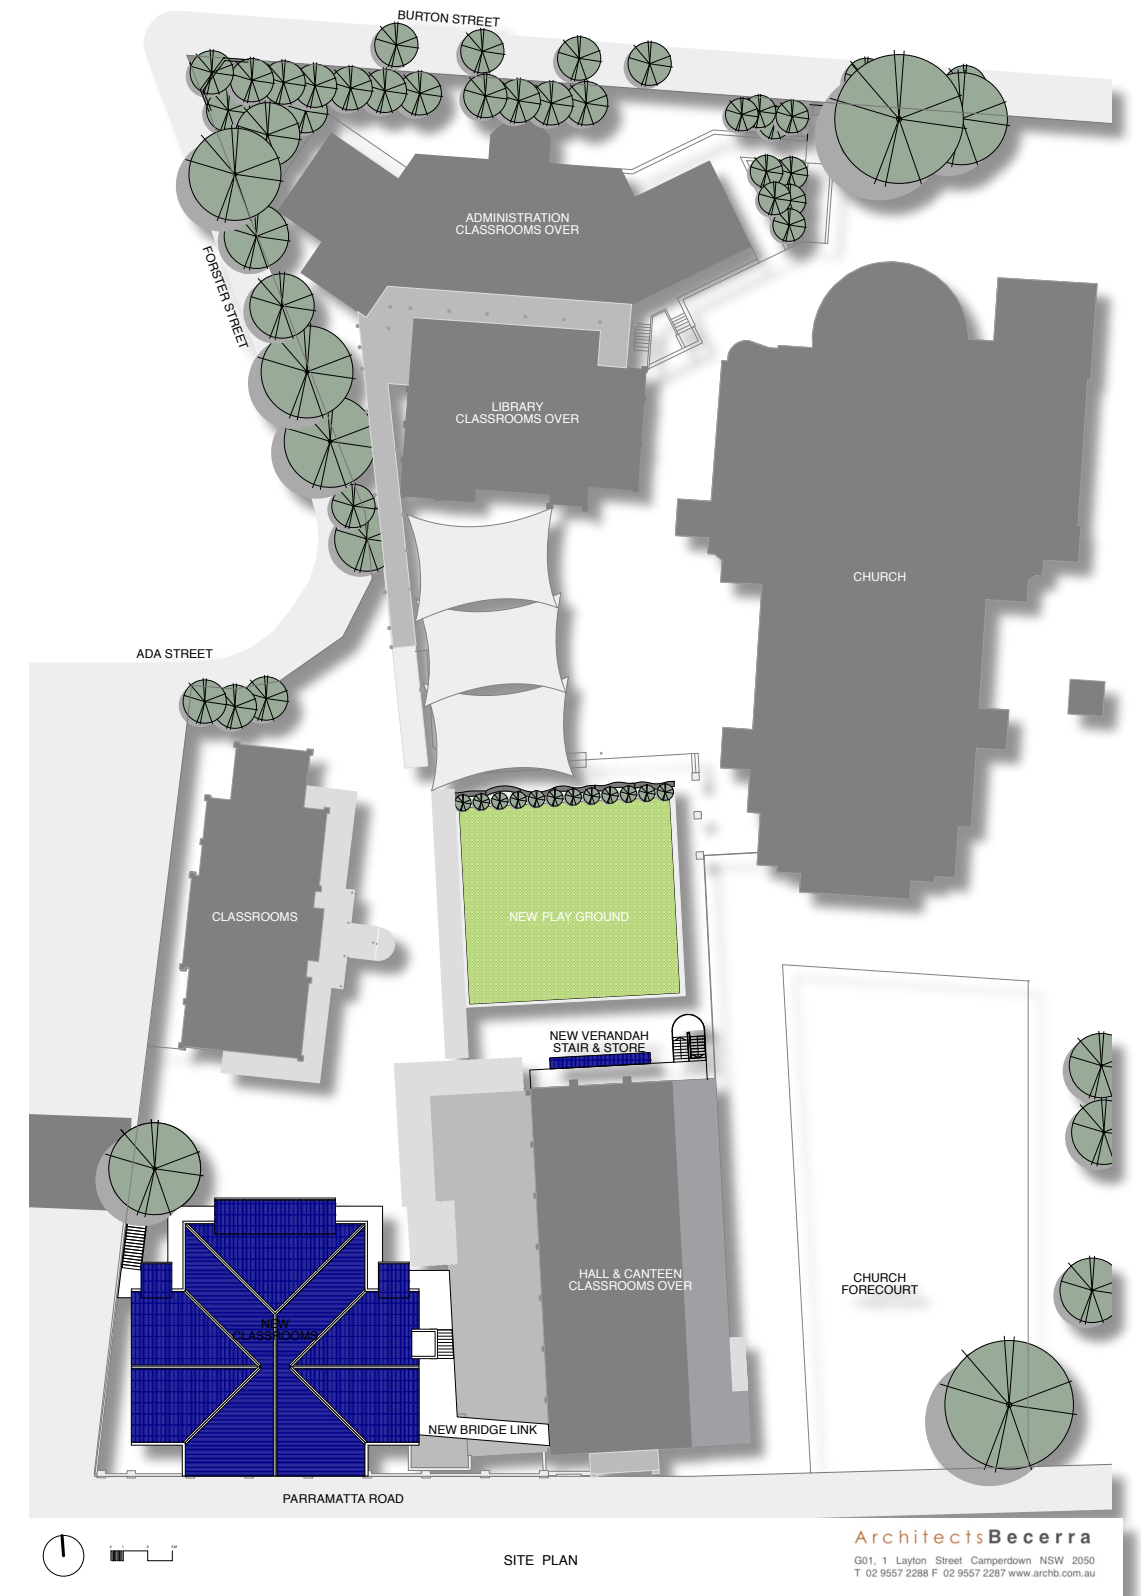 BURTON STREET
ADMINISTRATION
CLASSROOMS OVER
FORSTER STREET
LIBRARY
CLASSROOMS OVER
CHURCH
ADA STREET
CLASSROOMS
NEW PLAY GROUND
NEW VERANDAH
STAIR & STORE
HALL & CANTEEN
CLASSROOMS OVER
CHURCH
FORECOURT
NEW
CLASSROOMS
NEW BRIDGE LINK
PARRAMATTA ROAD
SITE PLAN
ArchitectsBecerra
G01, 1 Layton Street Camperdown NSW 2050
T 02 9557 2288 F 02 9557 2287 www.archb.com.au